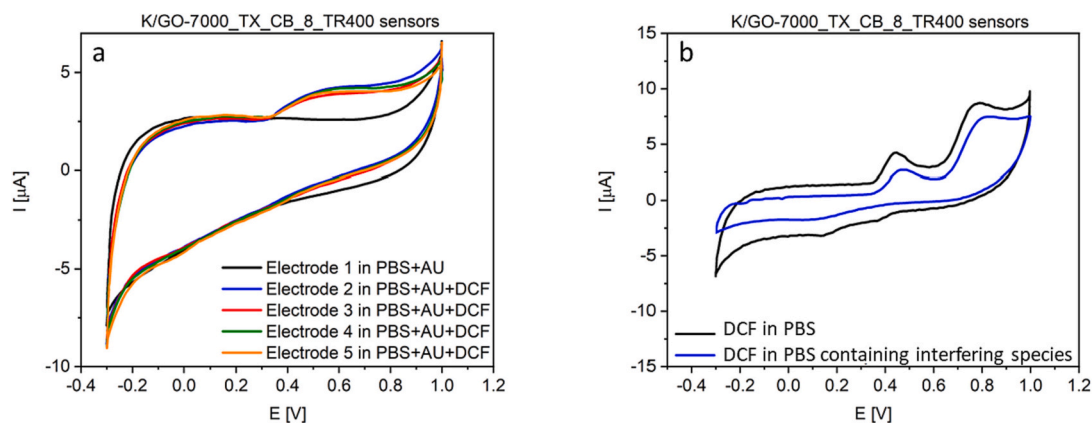 K/GO-7000_TX_CB_8_TR400 sensors
a
5
0
-5
-10
I [µA]
Electrode 1 in PBS+AU
Electrode 2 in PBS+AU+DCF
Electrode 3 in PBS+AU+DCF
Electrode 4 in PBS+AU+DCF
Electrode 5 in PBS+AU+DCF
-0.4 -0.2 0.0 0.2 0.4 0.6 0.8 1.0 1.2
E [V]
K/GO-7000_TX_CB_8_TR400 sensors
b
15
10
5
0
-5
-10
-15
I [µA]
DCF in PBS
DCF in PBS containing interfering species
-0.4 -0.2 0.0 0.2 0.4 0.6 0.8 1.0 1.2
E [V]